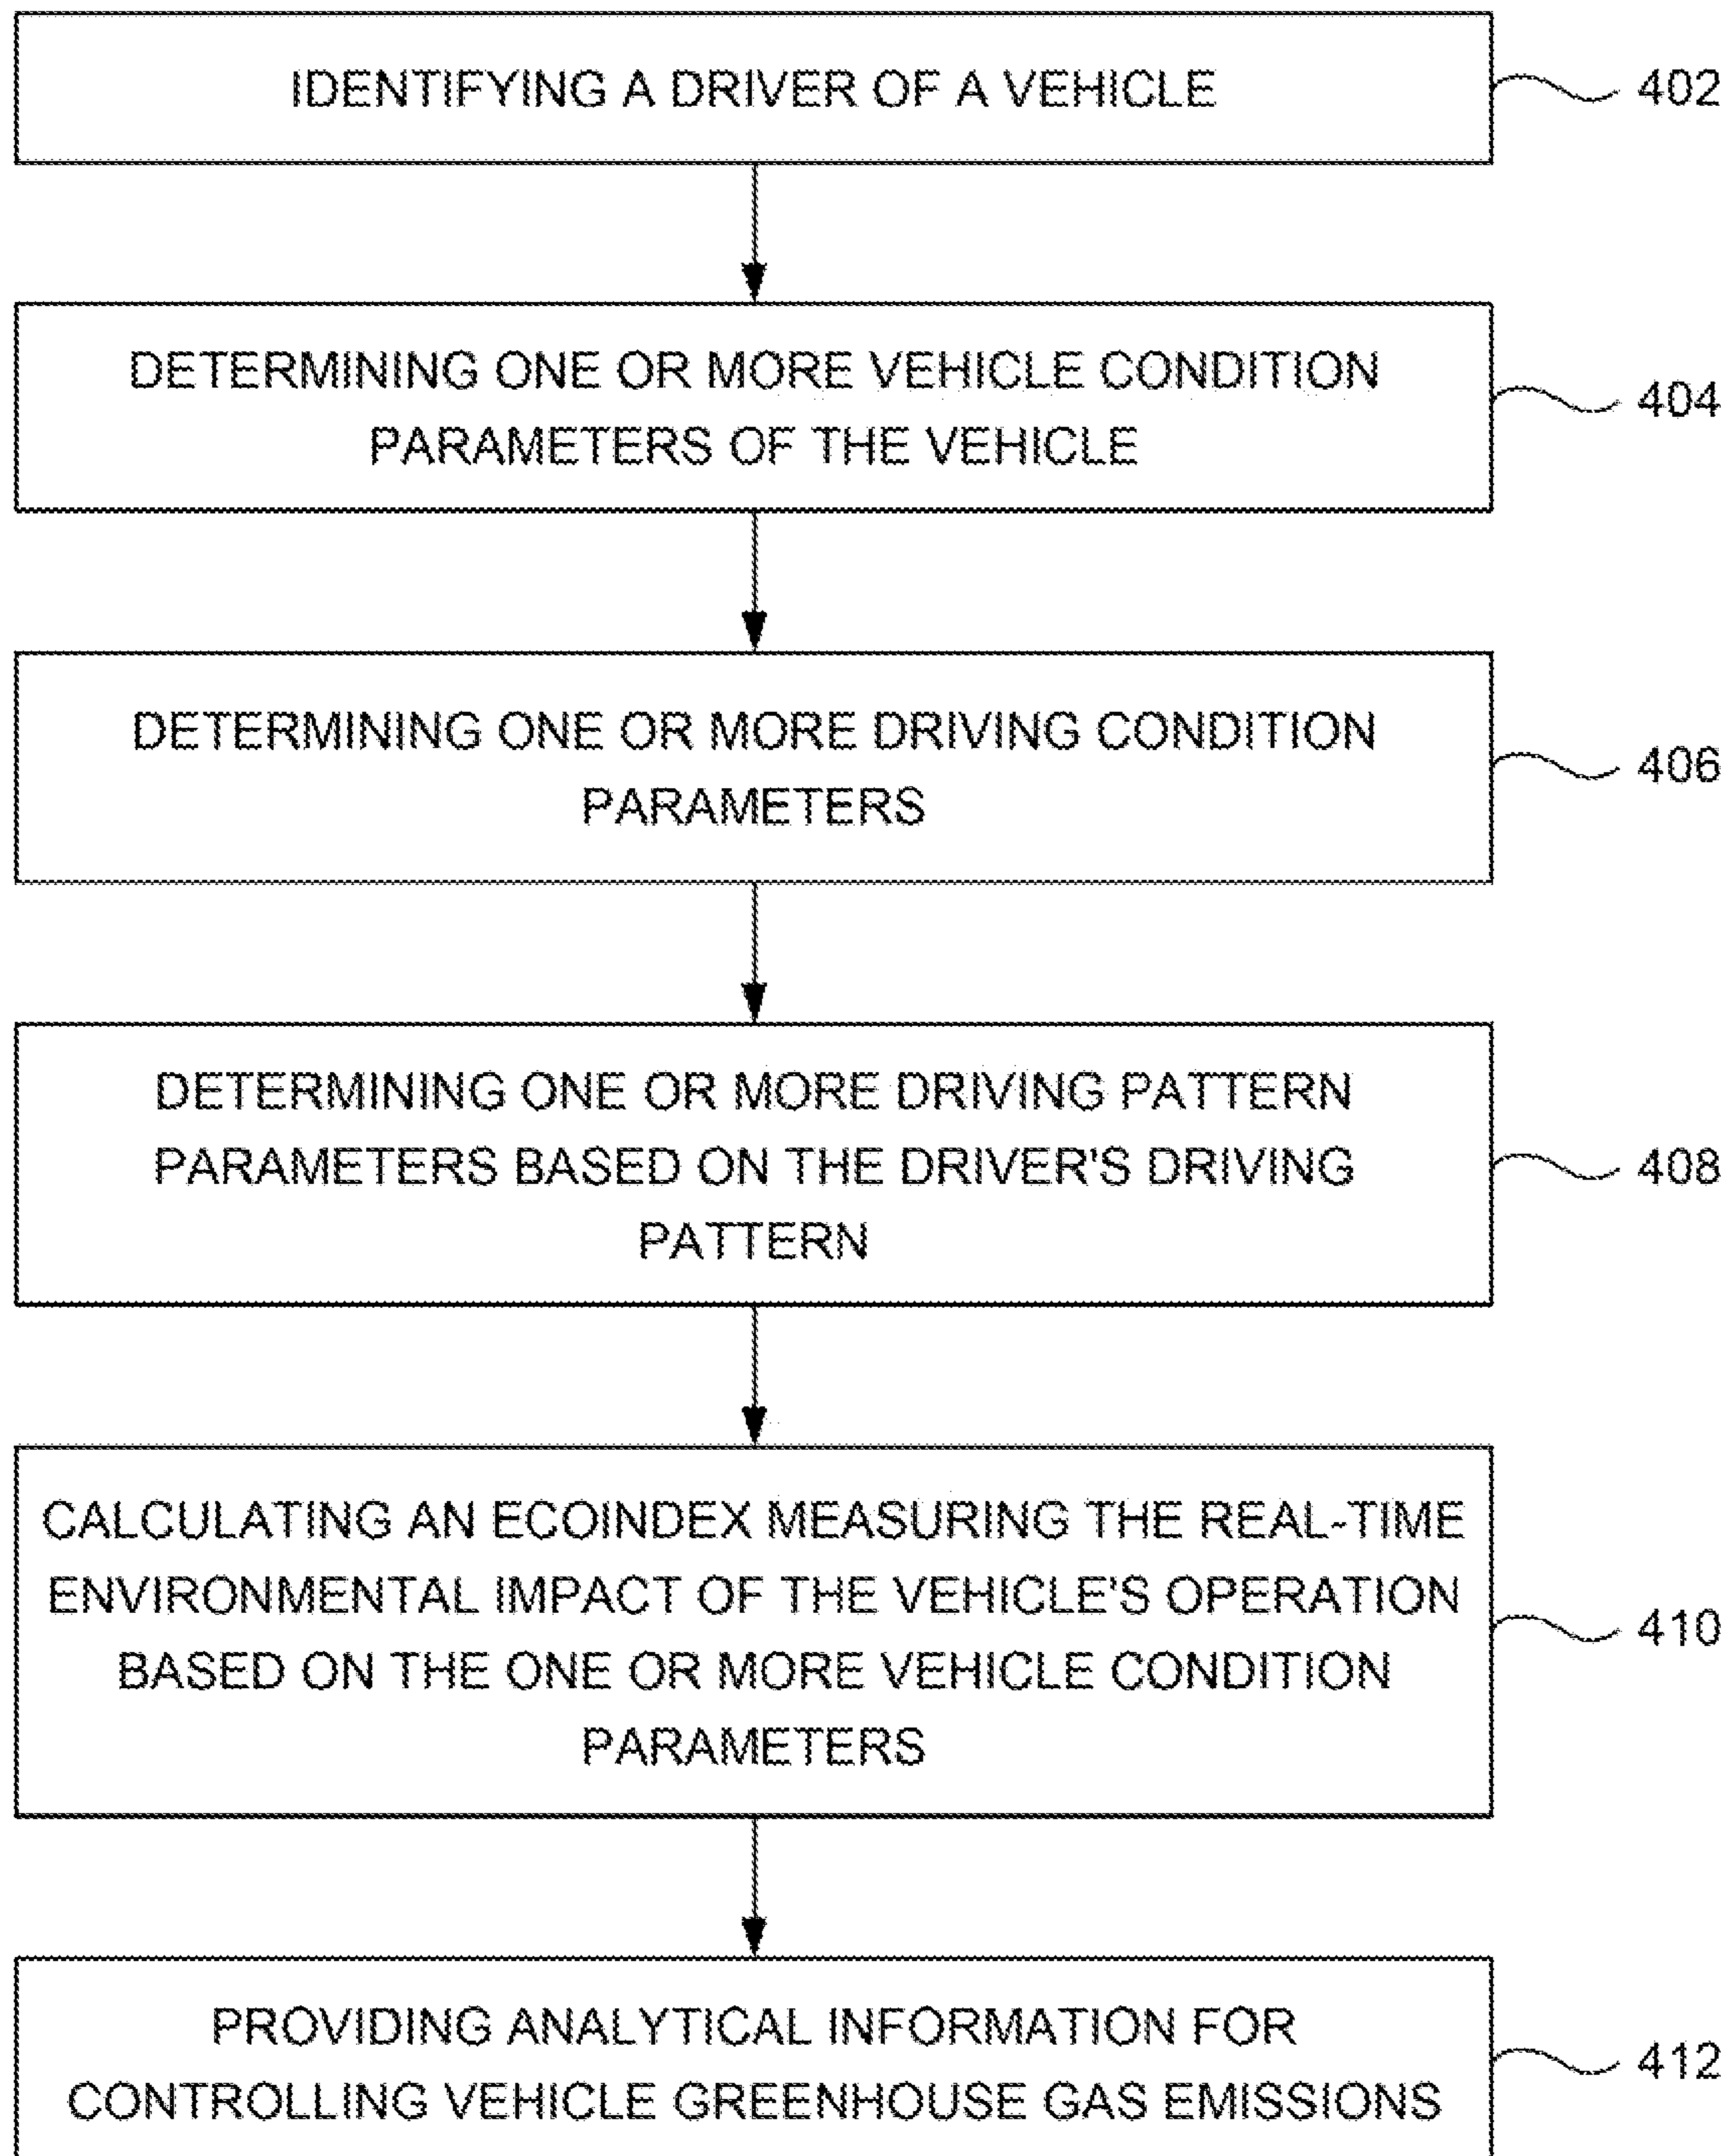 IDENTIFYING A DRIVER OF A VEHICLE
402
DETERMINING ONE OR MORE VEHICLE CONDITION
PARAMETERS OF THE VEHICLE
404
DETERMINING ONE OR MORE DRIVING CONDITION
PARAMETERS
406
DETERMINING ONE OR MORE DRIVING PATTERN
PARAMETERS BASED ON THE DRIVER'S DRIVING
PATTERN
408
CALCULATING AN ECOINDEX MEASURING THE REAL-TIME
ENVIRONMENTAL IMPACT OF THE VEHICLE'S OPERATION
BASED ON THE ONE OR MORE VEHICLE CONDITION
PARAMETERS
410
PROVIDING ANALYTICAL INFORMATION FOR
CONTROLLING VEHICLE GREENHOUSE GAS EMISSIONS
412